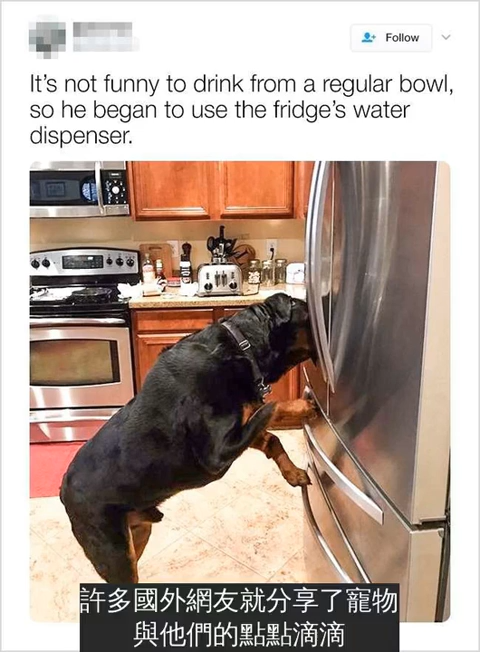 Follow
It's not funny to drink from a regular bowl,
so he began to use the fridge's water
dispenser.
許多國外網友就分享了寵物
與他們的點點滴滴